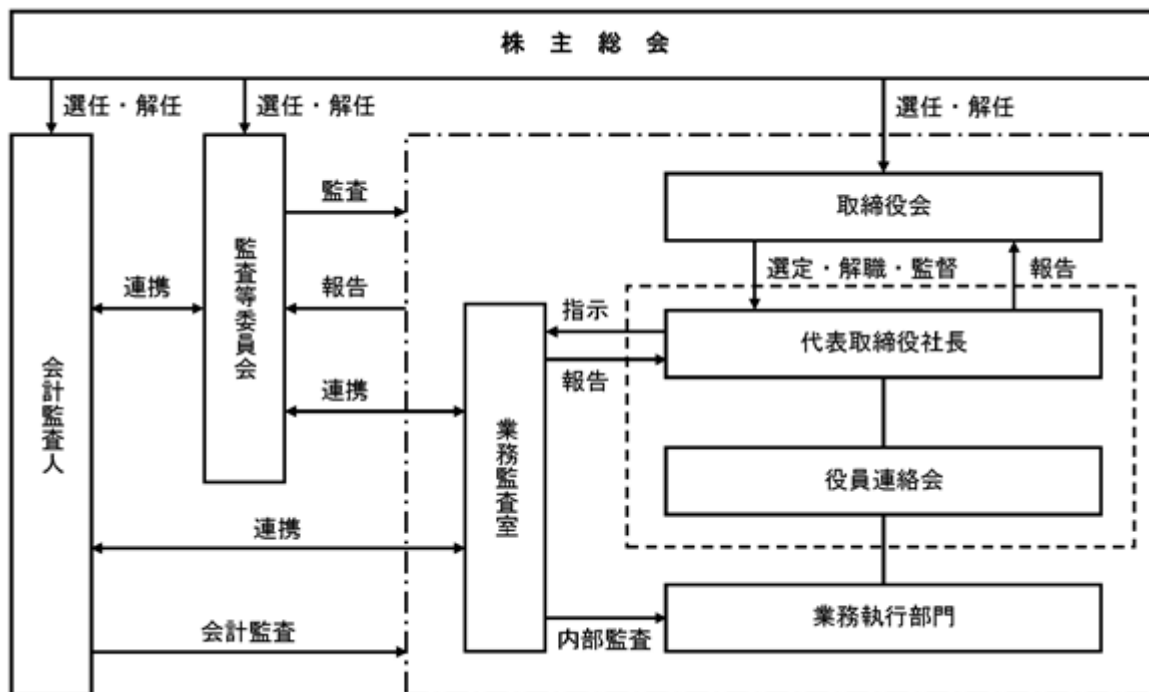 株主総会
選任・解任
選任・解任
選任・解任
会計監査人
監査等委員会
監査
報告
連携
連携
連携
会計監査
業務監査室
指示
報告
内部監査
取締役会
選定・解職・監督
報告
代表取締役社長
役員連絡会
業務執行部門